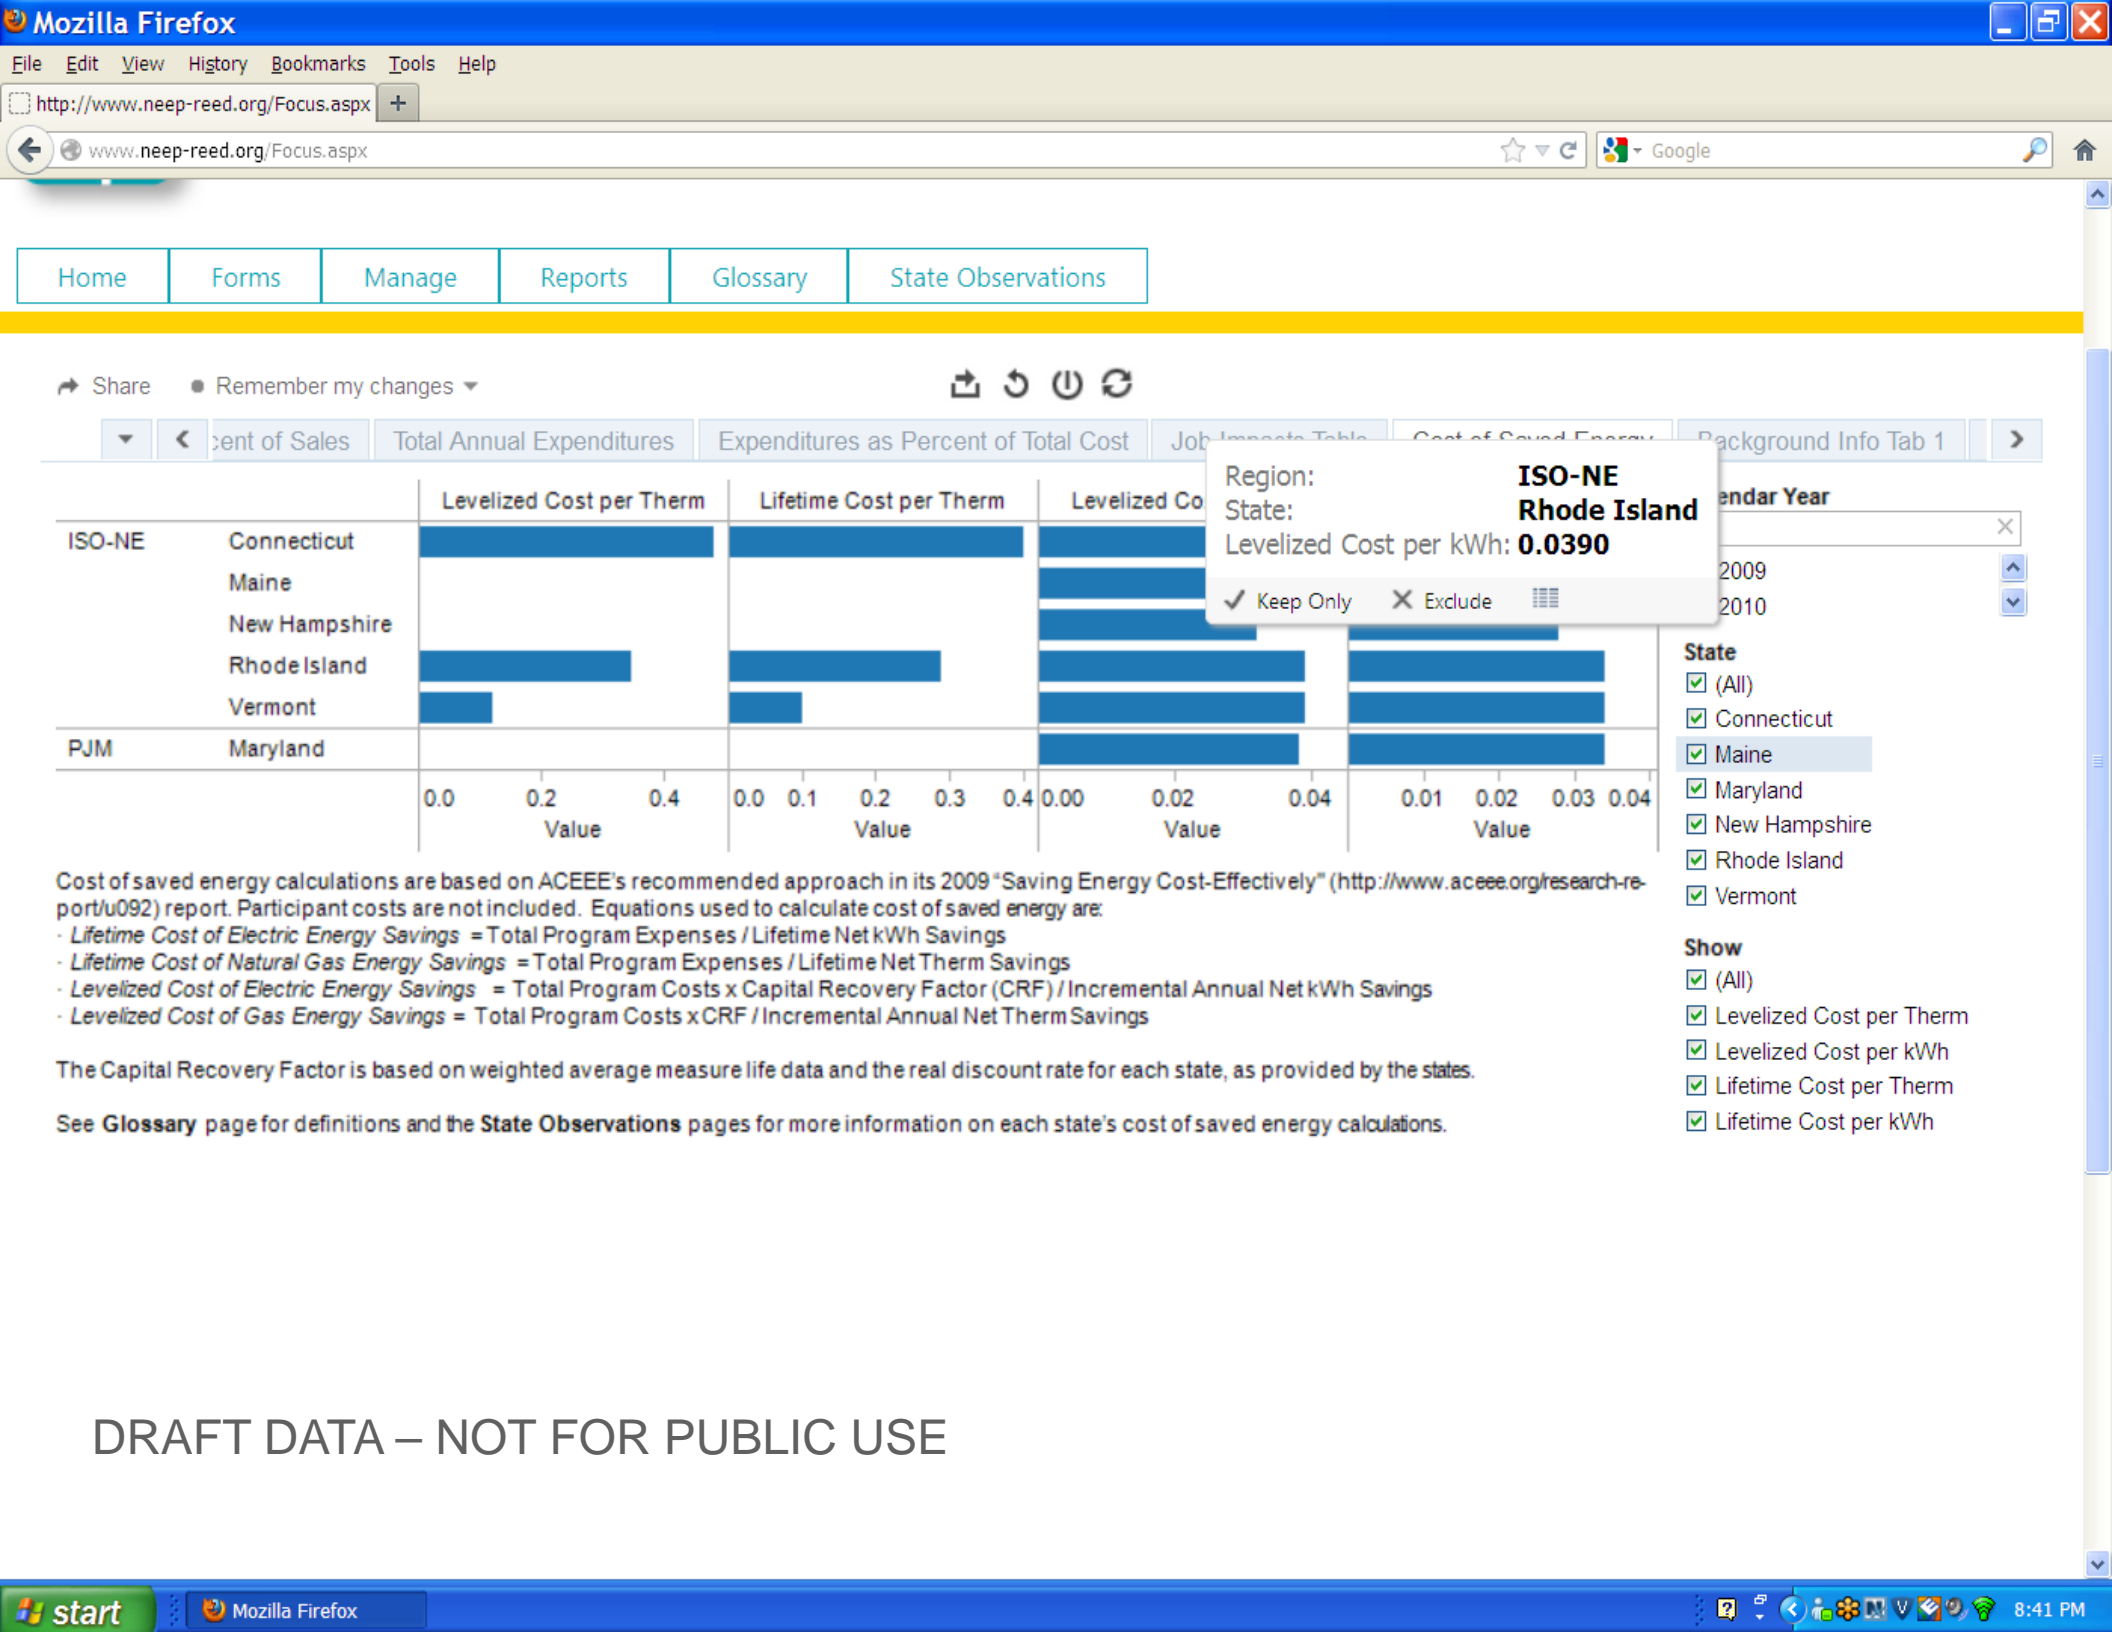 Mozilla Firefox
File Edit View History Bookmarks Tools Help
http://www.neep-reed.org/Focus.aspx +
www.neep-reed.org/Focus.aspx Google
Home Forms Manage Reports Glossary State Observations
Share Remember my changes
cent of Sales Total Annual Expenditures Expenditures as Percent of Total Cost Job Impacts Table Cost of Saved Energy Background Info Tab 1
Levelized Cost per Therm Lifetime Cost per Therm Levelized Co
Region: ISO-NE
State: Rhode Island
Levelized Cost per kWh: 0.0390
Keep Only Exclude
endar Year
2009
2010
ISO-NE Connecticut
Maine
New Hampshire
Rhode Island
Vermont
PJM Maryland
0.0 0.2 0.4 0.0 0.1 0.2 0.3 0.4 0.00 0.02 0.04 0.01 0.02 0.03 0.04
Value Value Value Value
State
(All)
Connecticut
Maine
Maryland
New Hampshire
Rhode Island
Vermont
Show
(All)
Levelized Cost per Therm
Levelized Cost per kWh
Lifetime Cost per Therm
Lifetime Cost per kWh
Cost of saved energy calculations are based on ACEEE's recommended approach in its 2009 “Saving Energy Cost-Effectively" (http://www.aceee.org/research-re-
port/u092) report. Participant costs are not included. Equations used to calculate cost of saved energy are:
· Lifetime Cost of Electric Energy Savings = Total Program Expenses / Lifetime Net kWh Savings
· Lifetime Cost of Natural Gas Energy Savings = Total Program Expenses / Lifetime Net Therm Savings
· Levelized Cost of Electric Energy Savings = Total Program Costs x Capital Recovery Factor (CRF) / Incremental Annual Net kWh Savings
· Levelized Cost of Gas Energy Savings = Total Program Costs x CRF / Incremental Annual Net Therm Savings
The Capital Recovery Factor is based on weighted average measure life data and the real discount rate for each state, as provided by the states.
See Glossary page for definitions and the State Observations pages for more information on each state's cost of saved energy calculations.
DRAFT DATA – NOT FOR PUBLIC USE
start Mozilla Firefox 8:41 PM